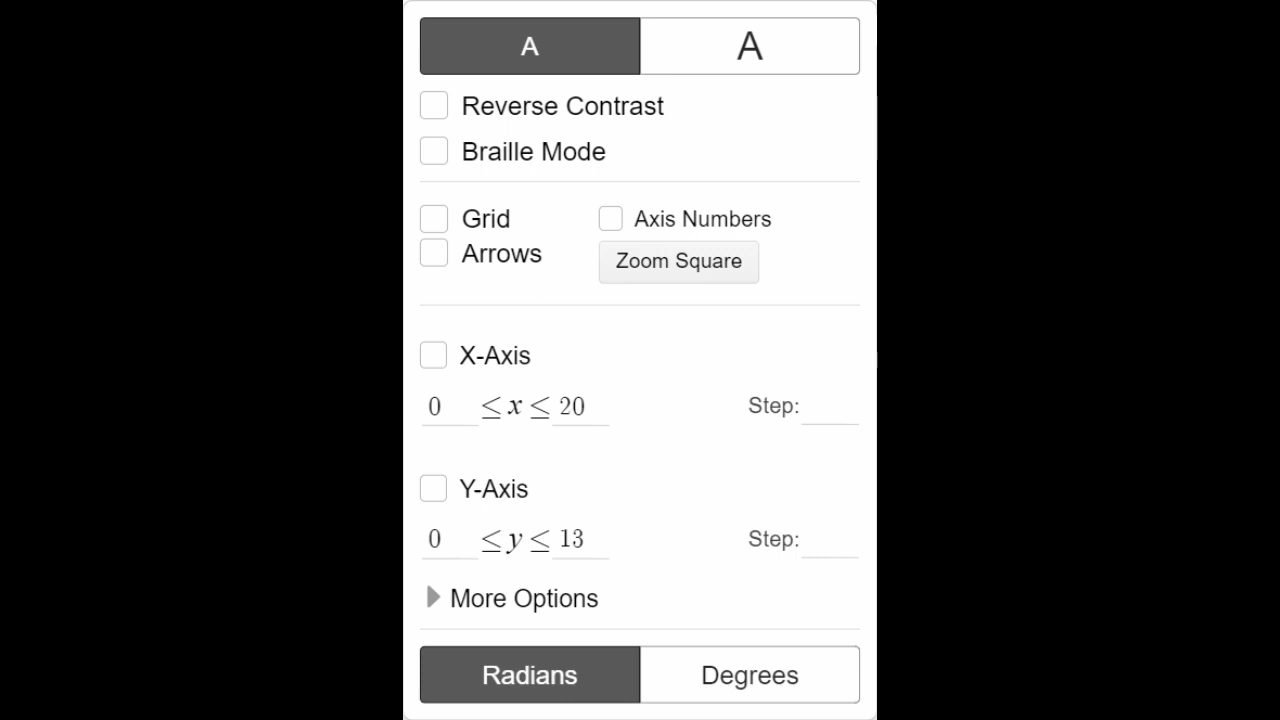 A A
Reverse Contrast
Braille Mode
Grid Axis Numbers
Arrows Zoom Square
X-Axis
0 ≤ x ≤ 20 Step:
Y-Axis
0 ≤ y ≤ 13 Step:
More Options
Radians Degrees